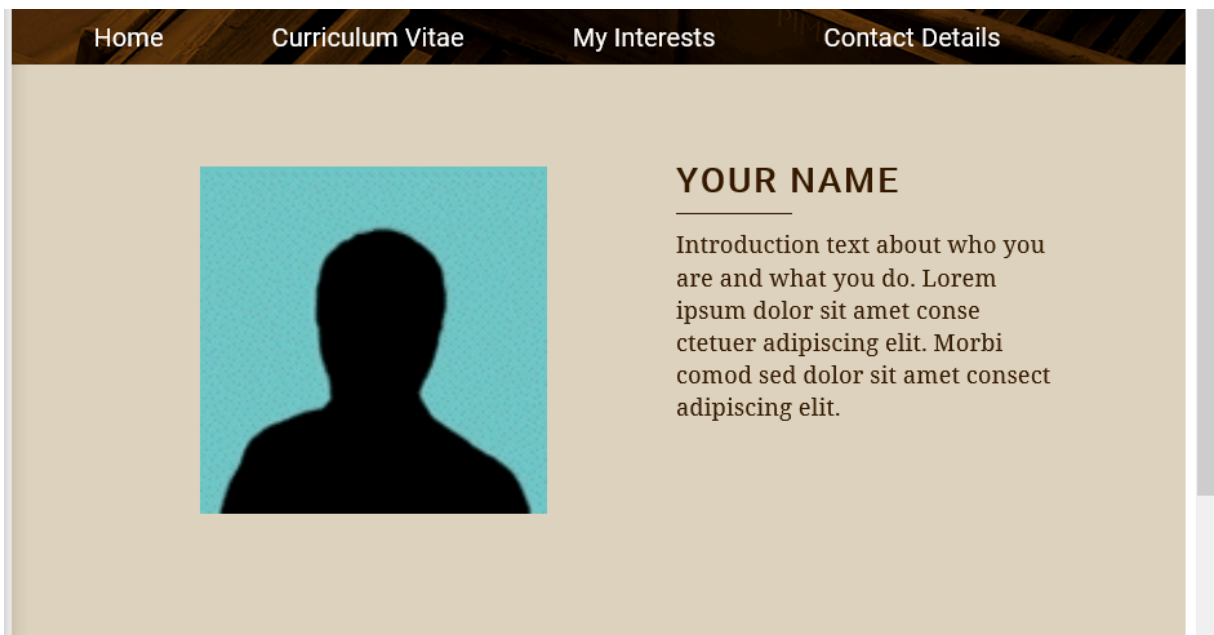 Home
Curriculum Vitae
My Interests
Contact Details
YOUR NAME
Introduction text about who you
are and what you do. Lorem
ipsum dolor sit amet conse
ctetuer adipiscing elit. Morbi
comod sed dolor sit amet consect
adipiscing elit.